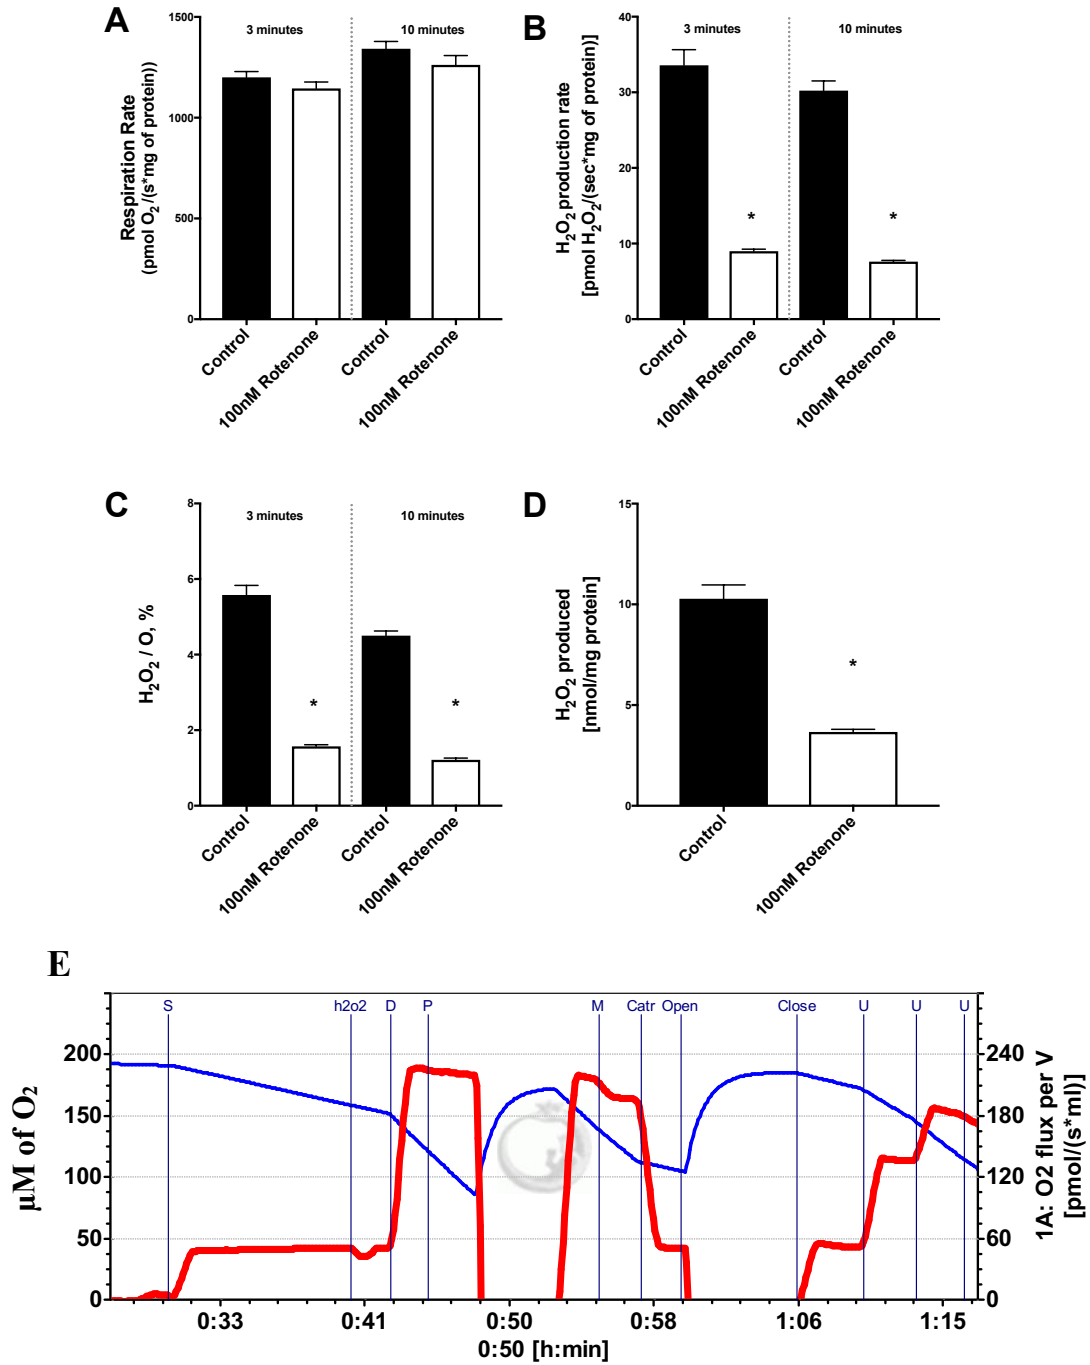 A
Respiration Rate
(pmol O₂/(s*mg of protein))
1500
1000
500
0
3 minutes
10 minutes
Control
100nM Rotenone
Control
100nM Rotenone
B
H₂O₂ production rate
[pmol H₂O₂/(sec*mg of protein)]
40
30
20
10
0
3 minutes
10 minutes
*
*
Control
100nM Rotenone
Control
100nM Rotenone
C
H₂O₂ / O, %
8
6
4
2
0
3 minutes
10 minutes
*
*
Control
100nM Rotenone
Control
100nM Rotenone
D
H₂O₂ produced
[nmol/mg protein]
15
10
5
0
*
Control
100nM Rotenone
E
S h2o2 D P M Catr Open Close U U U
µM of O₂
200
150
100
50
0
240
180
120
60
0
1A: O2 flux per V
[pmol/(s*ml)]
0:33 0:41 0:50 0:58 1:06 1:15
0:50 [h:min]